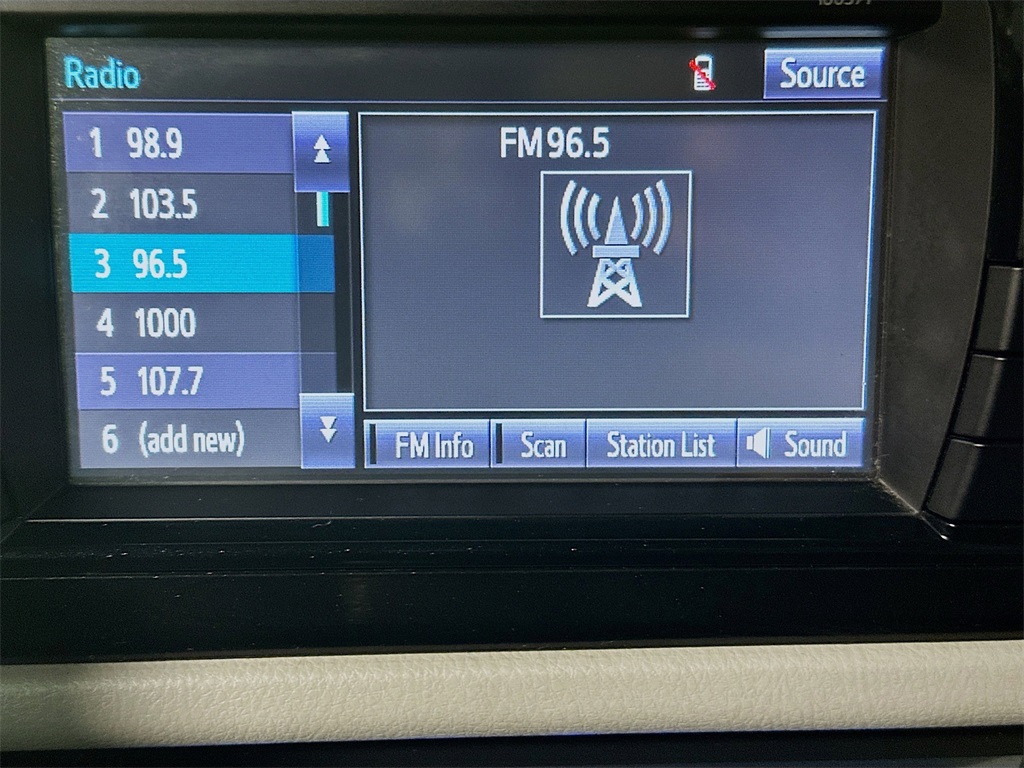 Radio
Source
1 98.9
2 103.5
3 96.5
4 1000
5 107.7
6 (add new)
FM 96.5
FM Info
Scan
Station List
Sound